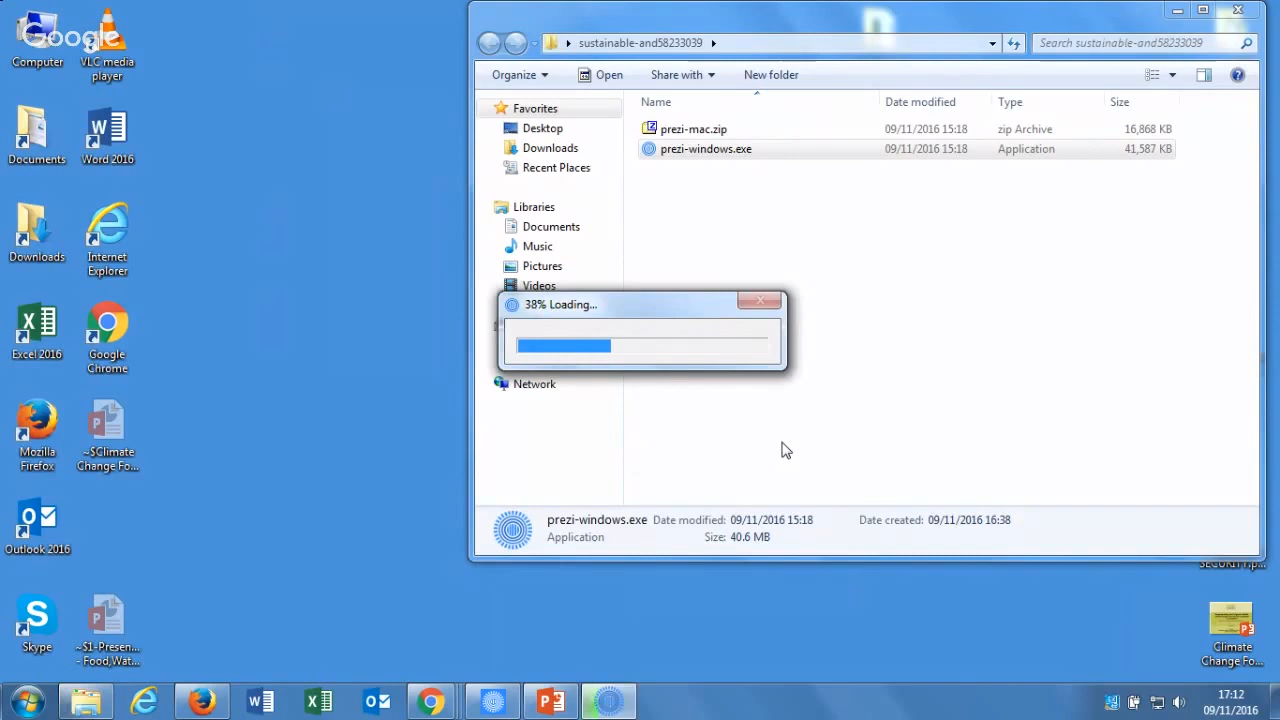 Google
Computer
VLC media
player
Documents
Word 2016
Downloads
Internet
Explorer
Excel 2016
Google
Chrome
Mozilla
Firefox
~$Climate
Change Fo...
Outlook 2016
Skype
~$1-Presen...
- Food,Wat...
sustainable-and58233039
Search sustainable-and58233039
Organize
Open
Share with
New folder
Name
Date modified
Type
Size
Favorites
Desktop
Downloads
Recent Places
Libraries
Documents
Music
Pictures
Videos
Network
prezi-mac.zip 09/11/2016 15:18 zip Archive 16,868 KB
prezi-windows.exe 09/11/2016 15:18 Application 41,587 KB
38% Loading...
prezi-windows.exe Date modified: 09/11/2016 15:18 Date created: 09/11/2016 16:38
Application Size: 40.6 MB
Climate
Change Fo...
17:12
09/11/2016